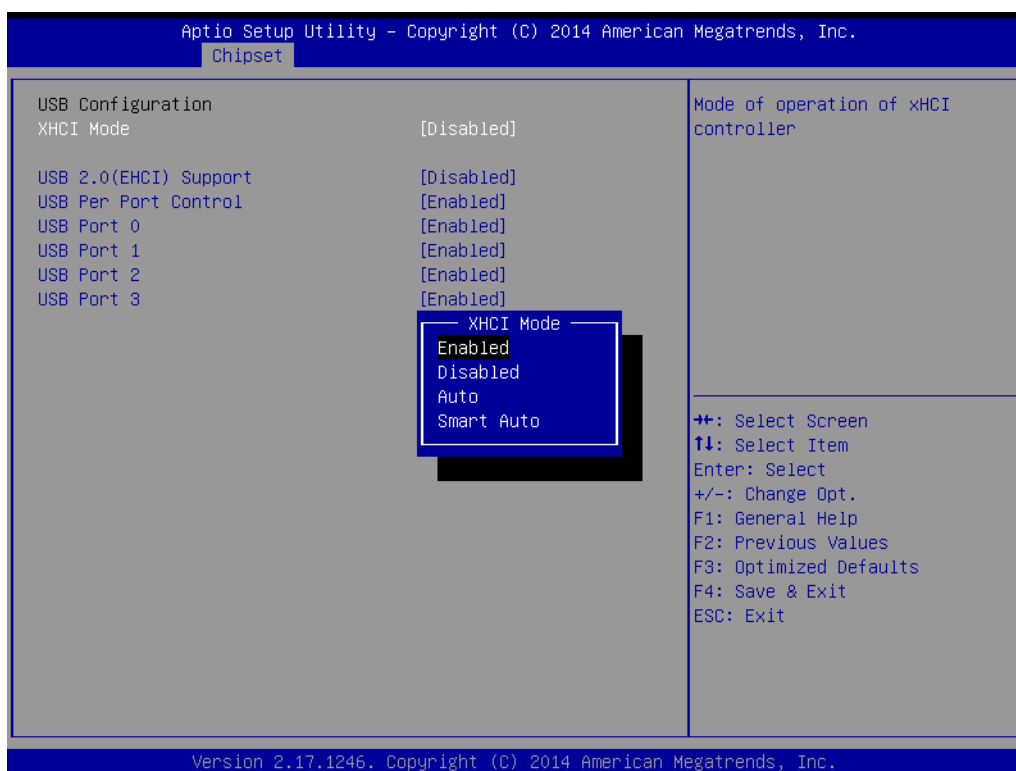 Aptio Setup Utility – Copyright (C) 2014 American Megatrends, Inc.
Chipset
USB Configuration
XHCI Mode [Disabled]
USB 2.0(EHCI) Support [Disabled]
USB Per Port Control [Enabled]
USB Port 0 [Enabled]
USB Port 1 [Enabled]
USB Port 2 [Enabled]
USB Port 3 [Enabled]
XHCI Mode
Enabled
Disabled
Auto
Smart Auto
Mode of operation of xHCI
controller
→←: Select Screen
↑↓: Select Item
Enter: Select
+/-: Change Opt.
F1: General Help
F2: Previous Values
F3: Optimized Defaults
F4: Save & Exit
ESC: Exit
Version 2.17.1246. Copyright (C) 2014 American Megatrends, Inc.